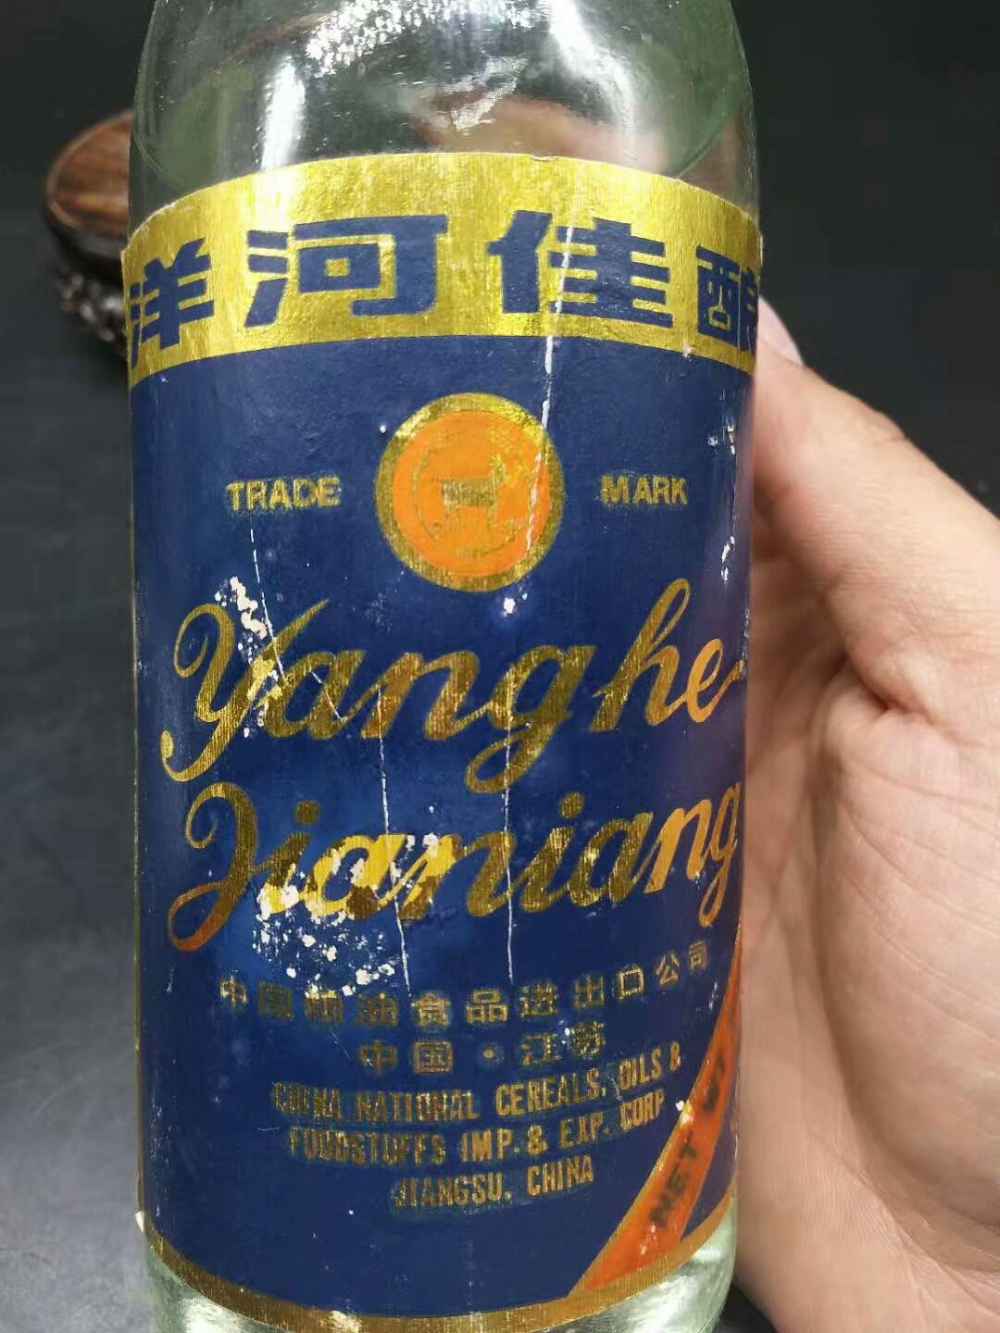 洋河佳酿
TRADE MARK
Yanghe
Jianiang
中国粮油食品进出口公司
中国·江苏
CHINA NATIONAL CEREALS, OILS &
FOODSTUFFS IMP. & EXP. CORP
JIANGSU, CHINA
NET